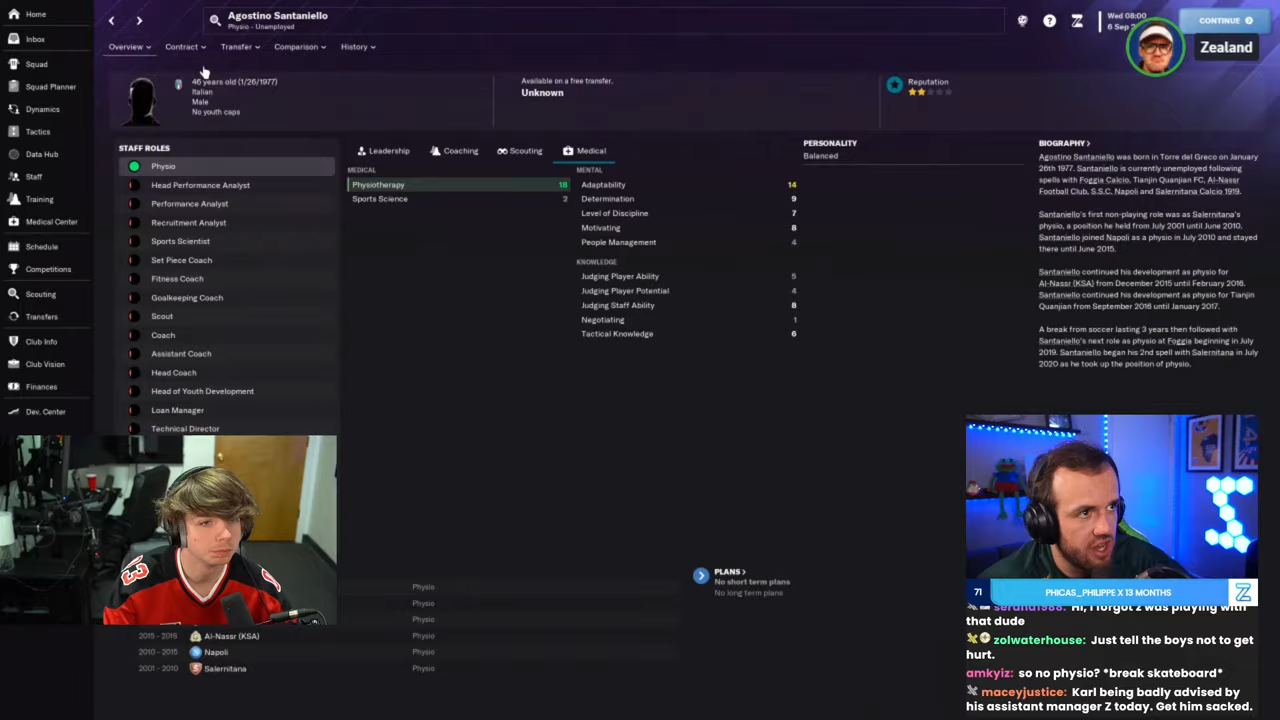 Home
Inbox
Squad
Squad Planner
Dynamics
Tactics
Data Hub
Staff
Training
Medical Center
Schedule
Competitions
Scouting
Transfers
Club Info
Club Vision
Finances
Dev. Center
Agostino Santaniello
Physio - Unemployed
Wed 08:00
6 Sep
CONTINUE
Zeland
Overview
Contract
Transfer
Comparison
History
46 years old (1/26/1977)
Italian
Male
No youth caps
Available on a free transfer.
Unknown
Reputation
STAFF ROLES
Physio
Head Performance Analyst
Performance Analyst
Recruitment Analyst
Sports Scientist
Set Piece Coach
Fitness Coach
Goalkeeping Coach
Scout
Coach
Assistant Coach
Head Coach
Head of Youth Development
Loan Manager
Technical Director
Leadership
Coaching
Scouting
Medical
MEDICAL
Physiotherapy 18
Sports Science 2
MENTAL
Adaptability 14
Determination 9
Level of Discipline 7
Motivating 8
People Management 4
KNOWLEDGE
Judging Player Ability 5
Judging Player Potential 4
Judging Staff Ability 8
Negotiating 1
Tactical Knowledge 6
PERSONALITY
Balanced
BIOGRAPHY >
Agostino Santaniello was born in Torre del Greco on January
26th 1977. Santaniello is currently unemployed following
spells with Foggia Calcio, Tianjin Quanjian FC, Al-Nassr
Football Club, S.S.C. Napoli and Salernitana Calcio 1919.
Santaniello's first non-playing role was as Salernitana's
physio, a position he held from July 2001 until June 2010.
Santaniello joined Napoli as a physio in July 2010 and stayed
there until June 2015.
Santaniello continued his development as physio for
Al-Nassr (KSA) from December 2015 until February 2016.
Santaniello continued his development as physio for Tianjin
Quanjian from September 2016 until January 2017.
A break from soccer lasting 3 years then followed with
Santaniello's next role as physio at Foggia beginning in July
2019. Santaniello began his 2nd spell with Salernitana in July
2020 as he took up the position of physio.
Physio
Physio
Physio
2015 - 2016 Al-Nassr (KSA) Physio
2010 - 2015 Napoli Physio
2001 - 2010 Salernitana Physio
PLANS >
No short term plans
No long term plans
71 PHICAS_PHILIPPE X 13 MONTHS Z
Hi, I forgot Z was playing with
that dude
zolwaterhouse: Just tell the boys not to get
hurt.
amkyiz: so no physio? *break skateboard*
maceyjustice: Karl being badly advised by
his assistant manager Z today. Get him sacked.